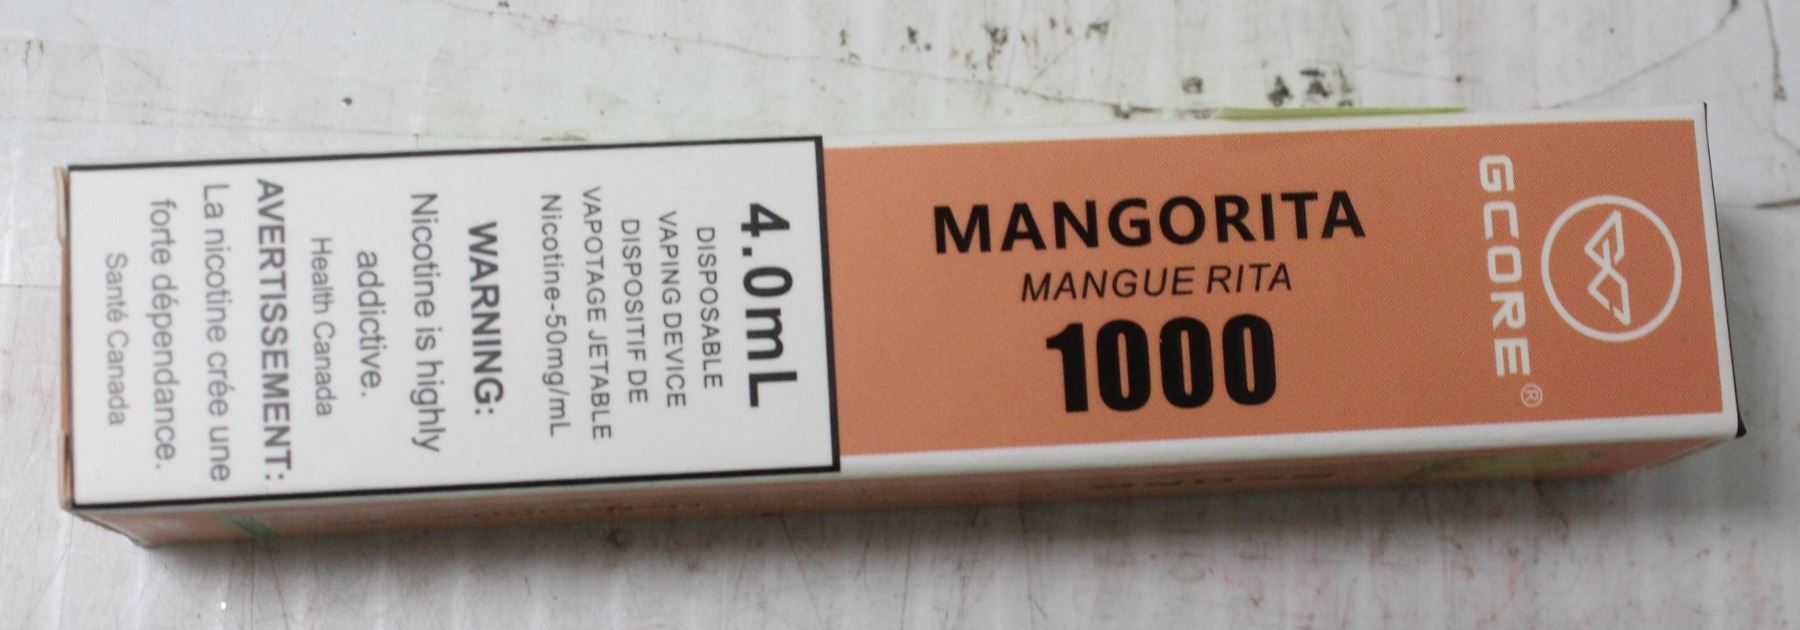 GCORE®
MANGORITA
MANGUE RITA
1000
4.0mL
DISPOSABLE
VAPING DEVICE
DISPOSITIF DE
VAPOTAGE JETABLE
Nicotine-50mg/mL
WARNING:
Nicotine is highly
addictive.
Health Canada
AVERTISSEMENT:
La nicotine crée une
forte dépendance.
Santé Canada